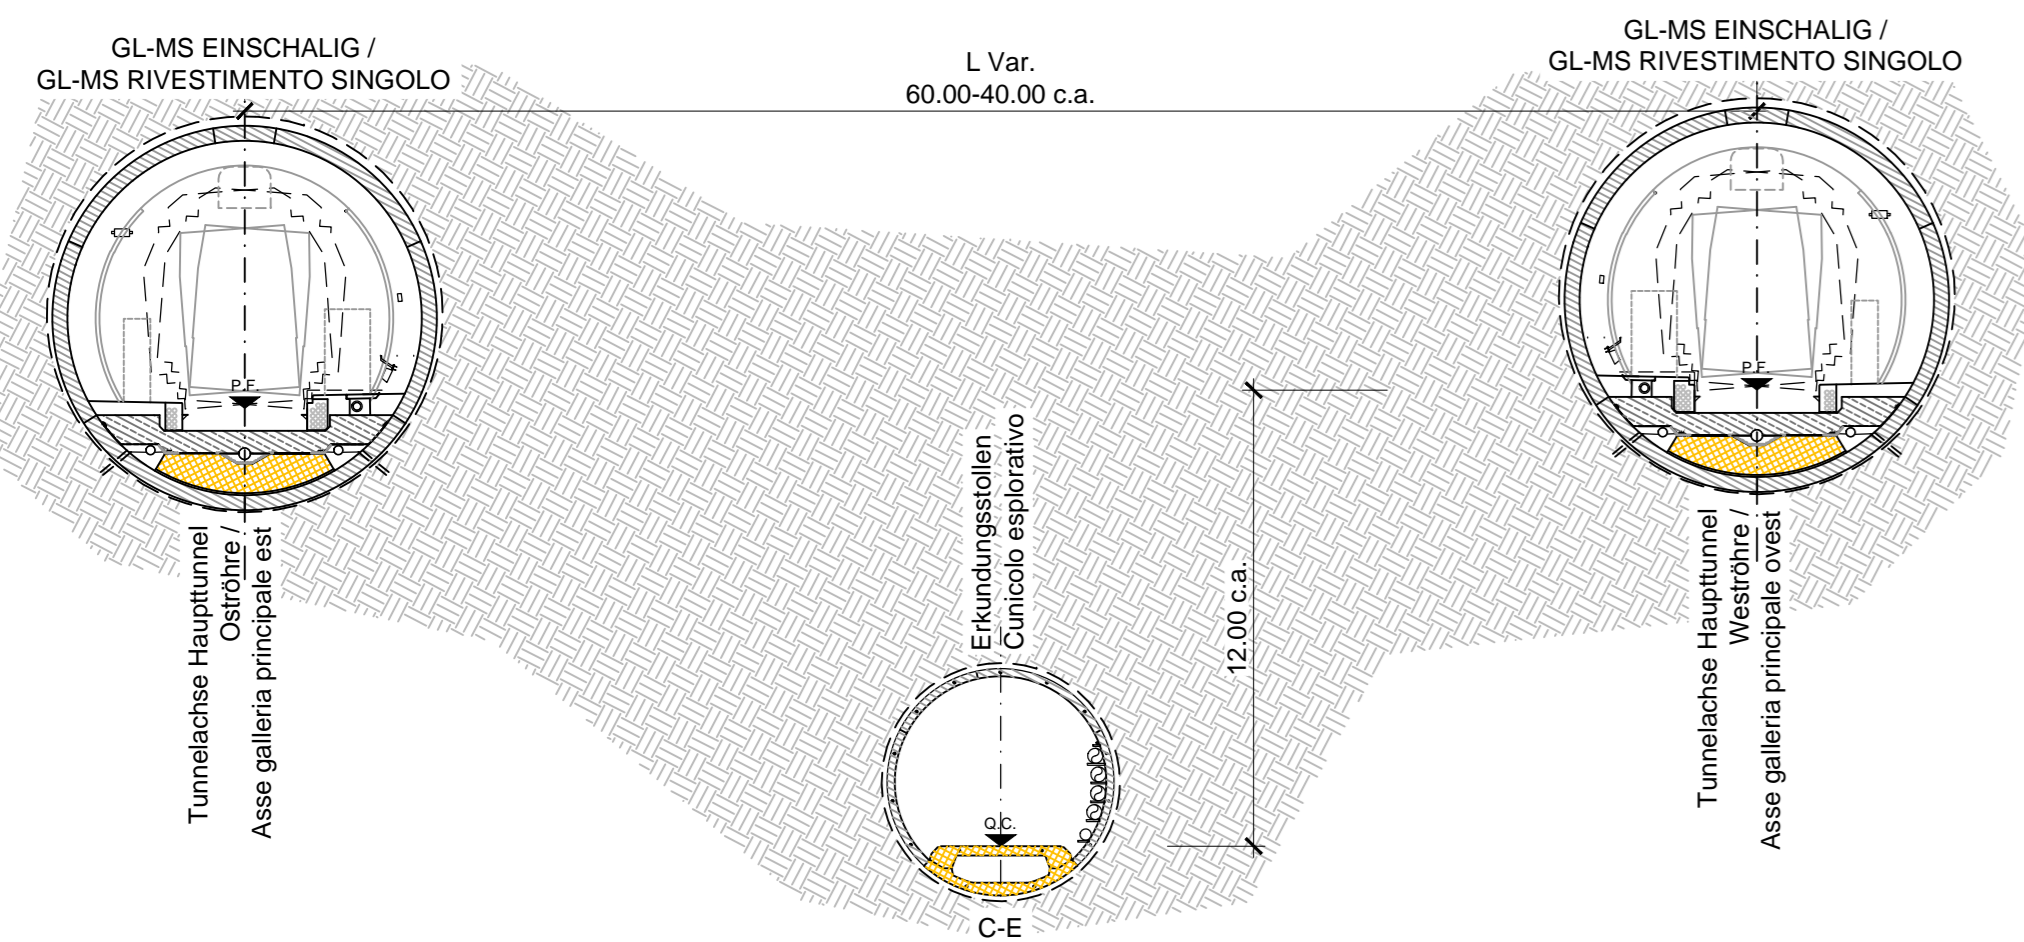 GL-MS EINSCHALIG /
GL-MS RIVESTIMENTO SINGOLO
L Var.
60.00-40.00 c.a.
GL-MS EINSCHALIG /
GL-MS RIVESTIMENTO SINGOLO
P.F.
P.F.
Tunnelachse Haupttunnel
Oströhre /
Asse galleria principale est
Erkundungsstollen
Cunicolo esplorativo
12.00 c.a.
Tunnelachse Haupttunnel
Weströhre /
Asse galleria principale ovest
Q.C.
C-E